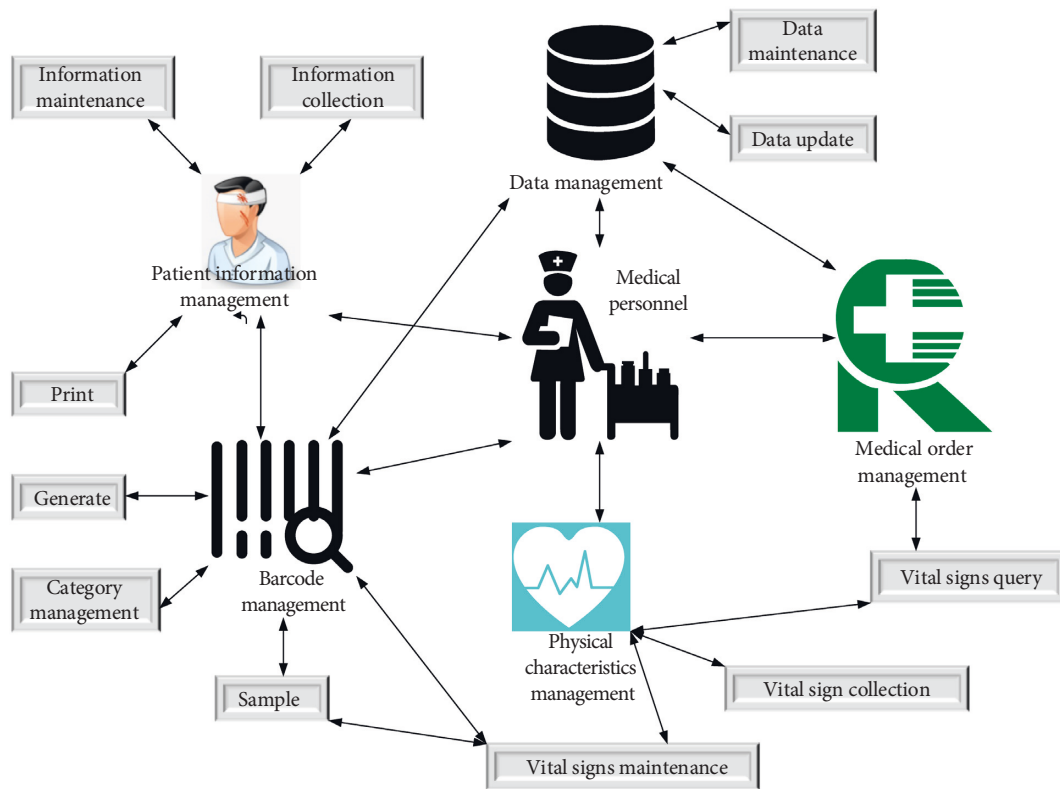 Data
maintenance
Information
maintenance
Information
collection
Data update
Data management
Patient information
management
Medical
personnel
Print
Medical order
management
Generate
Category
management
Barcode
management
Vital signs query
Physical
characteristics
management
Sample
Vital sign collection
Vital signs maintenance